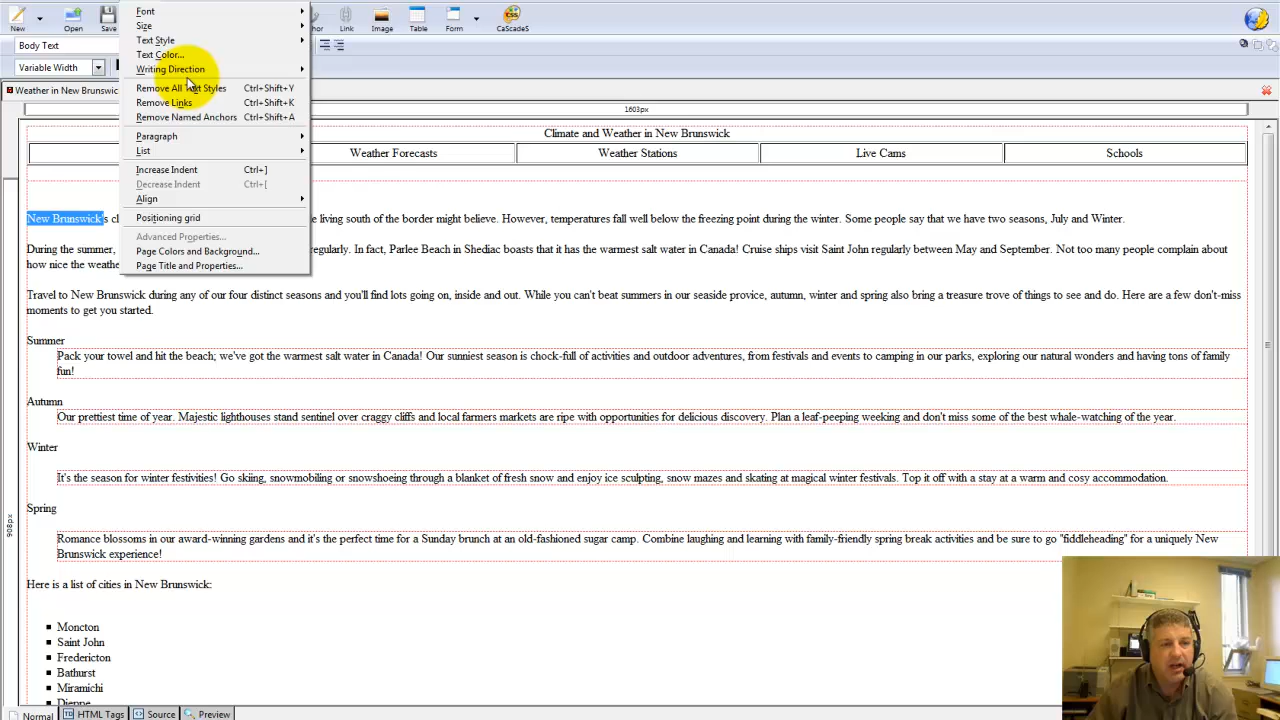 New
Open
Save
Link
Image
Table
Form
CaScadeS
Body Text
Variable Width
Weather in New Brunswic
Font
Size
Text Style
Text Color...
Writing Direction
Remove All Text Styles Ctrl+Shift+Y
Remove Links Ctrl+Shift+K
Remove Named Anchors Ctrl+Shift+A
Paragraph
List
Increase Indent Ctrl+]
Decrease Indent Ctrl+[
Align
Positioning grid
Advanced Properties...
Page Colors and Background...
Page Title and Properties...
1603px
Climate and Weather in New Brunswick
Weather Forecasts Weather Stations Live Cams Schools
New Brunswick's living south of the border might believe. However, temperatures fall well below the freezing point during the winter. Some people say that we have two seasons, July and Winter.
During the summer, regularly. In fact, Parlee Beach in Shediac boasts that it has the warmest salt water in Canada! Cruise ships visit Saint John regularly between May and September. Not too many people complain about
how nice the weathe
Travel to New Brunswick during any of our four distinct seasons and you'll find lots going on, inside and out. While you can't beat summers in our seaside provice, autumn, winter and spring also bring a treasure trove of things to see and do. Here are a few don't-miss
moments to get you started.
Summer
Pack your towel and hit the beach; we've got the warmest salt water in Canada! Our sunniest season is chock-full of activities and outdoor adventures, from festivals and events to camping in our parks, exploring our natural wonders and having tons of family
fun!
Autumn
Our prettiest time of year. Majestic lighthouses stand sentinel over craggy cliffs and local farmers markets are ripe with opportunities for delicious discovery. Plan a leaf-peeping weeking and don't miss some of the best whale-watching of the year.
Winter
It's the season for winter festivities! Go skiing, snowmobiling or snowshoeing through a blanket of fresh snow and enjoy ice sculpting, snow mazes and skating at magical winter festivals. Top it off with a stay at a warm and cosy accommodation.
Spring
Romance blossoms in our award-winning gardens and it's the perfect time for a Sunday brunch at an old-fashioned sugar camp. Combine laughing and learning with family-friendly spring break activities and be sure to go "fiddleheading" for a uniquely New
Brunswick experience!
Here is a list of cities in New Brunswick:
Moncton
Saint John
Fredericton
Bathurst
Miramichi
Dieppe
908px
Normal HTML Tags Source Preview